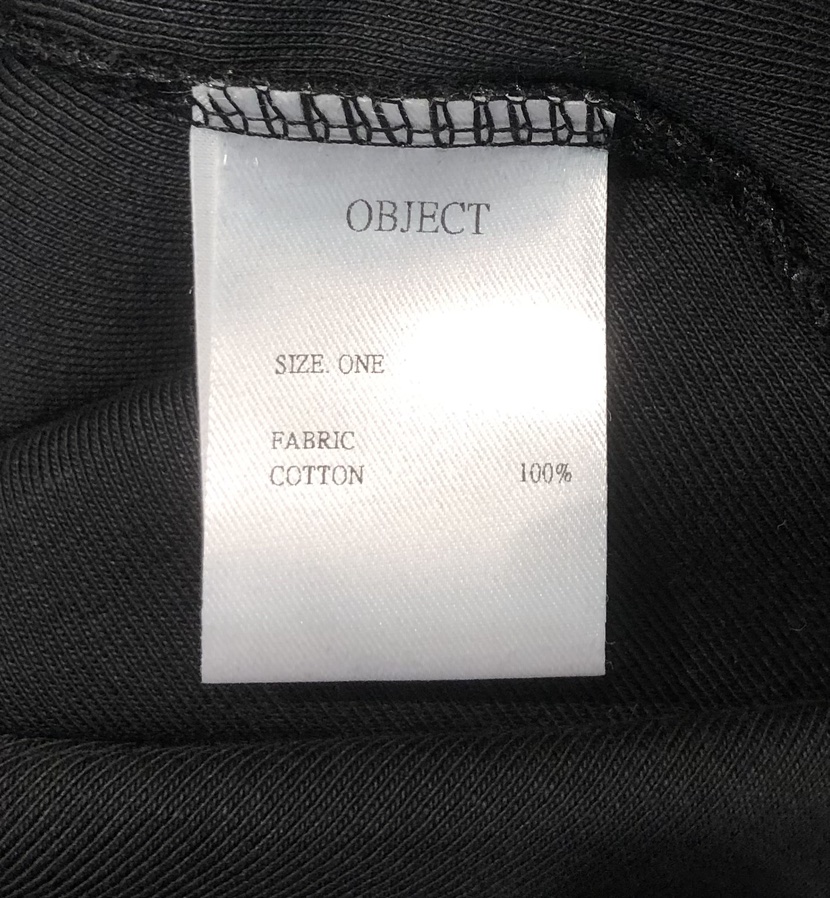 OBJECT
SIZE. ONE
FABRIC
COTTON 100%